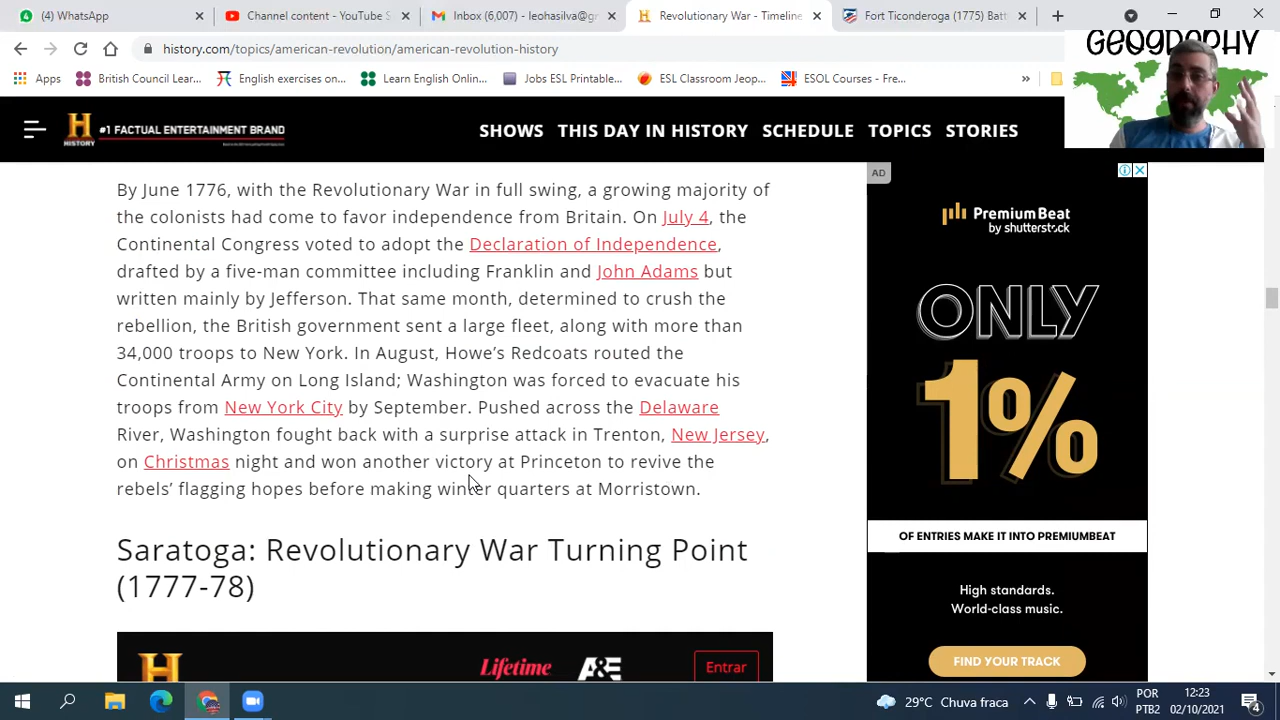 (4) WhatsApp
Channel content - YouTube S
Inbox (6,007) - leohsilva@gr
Delaware War - Timeline
Fort Ticonderoga (1775) Batt
history.com/topics/american-revolution/american-revolution-history
GEOGRAPHY
Apps
British Council Lear...
English exercises on...
Learn English Onlin...
Jobs ESL Printable...
ESL Classroom Jeop...
ESOL Courses - Fre...
»
H
HISTORY
#1 FACTUAL ENTERTAINMENT BRAND
SHOWS THIS DAY IN HISTORY SCHEDULE TOPICS STORIES
By June 1776, with the Revolutionary War in full swing, a growing majority of
the colonists had come to favor independence from Britain. On July 4, the
Continental Congress voted to adopt the Declaration of Independence,
drafted by a five-man committee including Franklin and John Adams but
written mainly by Jefferson. That same month, determined to crush the
rebellion, the British government sent a large fleet, along with more than
34,000 troops to New York. In August, Howe’s Redcoats routed the
Continental Army on Long Island; Washington was forced to evacuate his
troops from New York City by September. Pushed across the Delaware
River, Washington fought back with a surprise attack in Trenton, New Jersey,
on Christmas night and won another victory at Princeton to revive the
rebels’ flagging hopes before making winter quarters at Morristown.
Saratoga: Revolutionary War Turning Point
(1777-78)
H
Lifetime
A&E
Entrar
AD
PremiumBeat
by shutterstock
ONLY
1%
OF ENTRIES MAKE IT INTO PREMIUMBEAT
High standards.
World-class music.
FIND YOUR TRACK
29°C Chuva fraca
POR
PTB2
12:23
02/10/2021
4